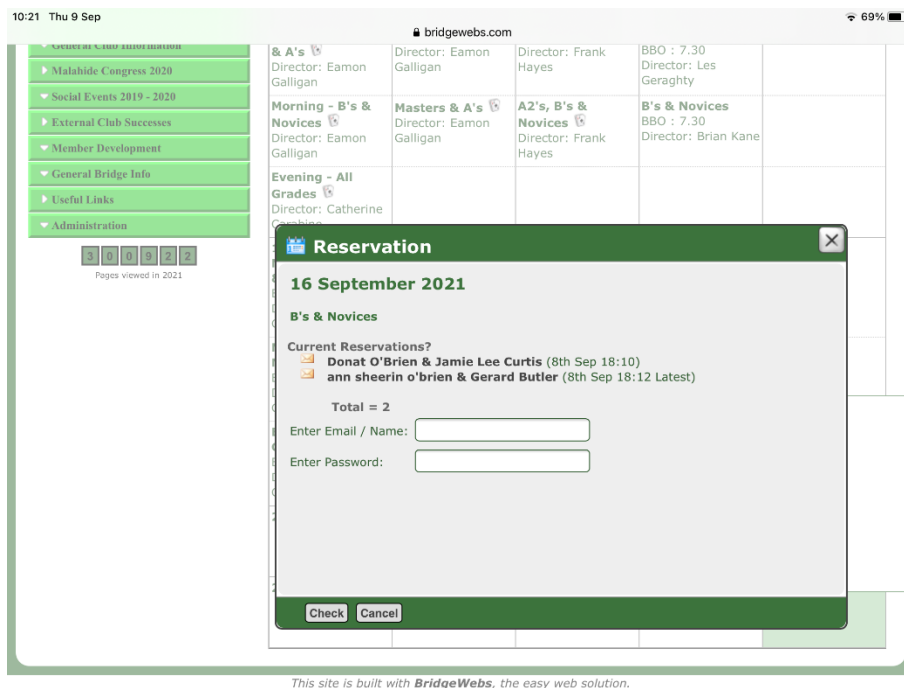 10:21 Thu 9 Sep
69%
bridgewebs.com
General Club Information
Malahide Congress 2020
Social Events 2019 - 2020
External Club Successes
Member Development
General Bridge Info
Useful Links
Administration
3 0 0 9 2 2
Pages viewed in 2021
& A's
Director: Eamon
Galligan
Director: Eamon
Galligan
Director: Frank
Hayes
BBO : 7.30
Director: Les
Geraghty
Morning - B's &
Novices
Director: Eamon
Galligan
Masters & A's
Director: Eamon
Galligan
A2's, B's &
Novices
Director: Frank
Hayes
B's & Novices
BBO : 7.30
Director: Brian Kane
Evening - All
Grades
Director: Catherine
Carabine
Reservation
16 September 2021
B's & Novices
Current Reservations?
Donat O'Brien & Jamie Lee Curtis (8th Sep 18:10)
ann sheerin o'brien & Gerard Butler (8th Sep 18:12 Latest)
Total = 2
Enter Email / Name:
Enter Password:
Check Cancel
This site is built with BridgeWebs, the easy web solution.